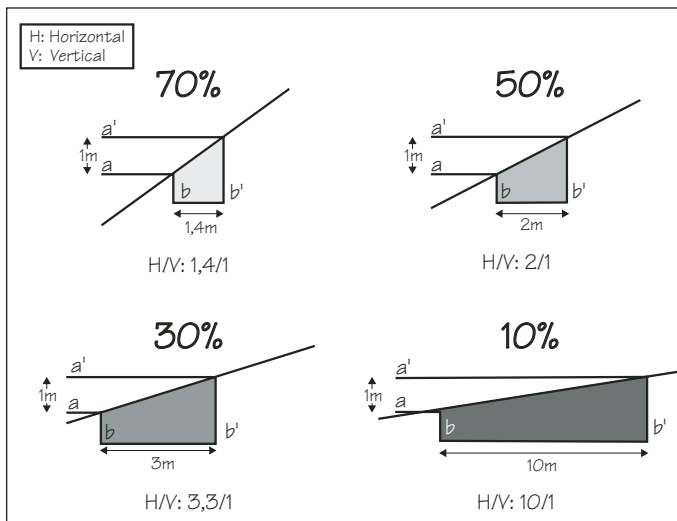 H: Horizontal
V: Vertical
70%
a'
1m
a
b
b'
1,4m
H/V: 1,4/1
50%
a'
1m
a
b
b'
2m
H/V: 2/1
30%
a'
1m
a
b
b'
3m
H/V: 3,3/1
10%
a'
1m
a
b
b'
10m
H/V: 10/1